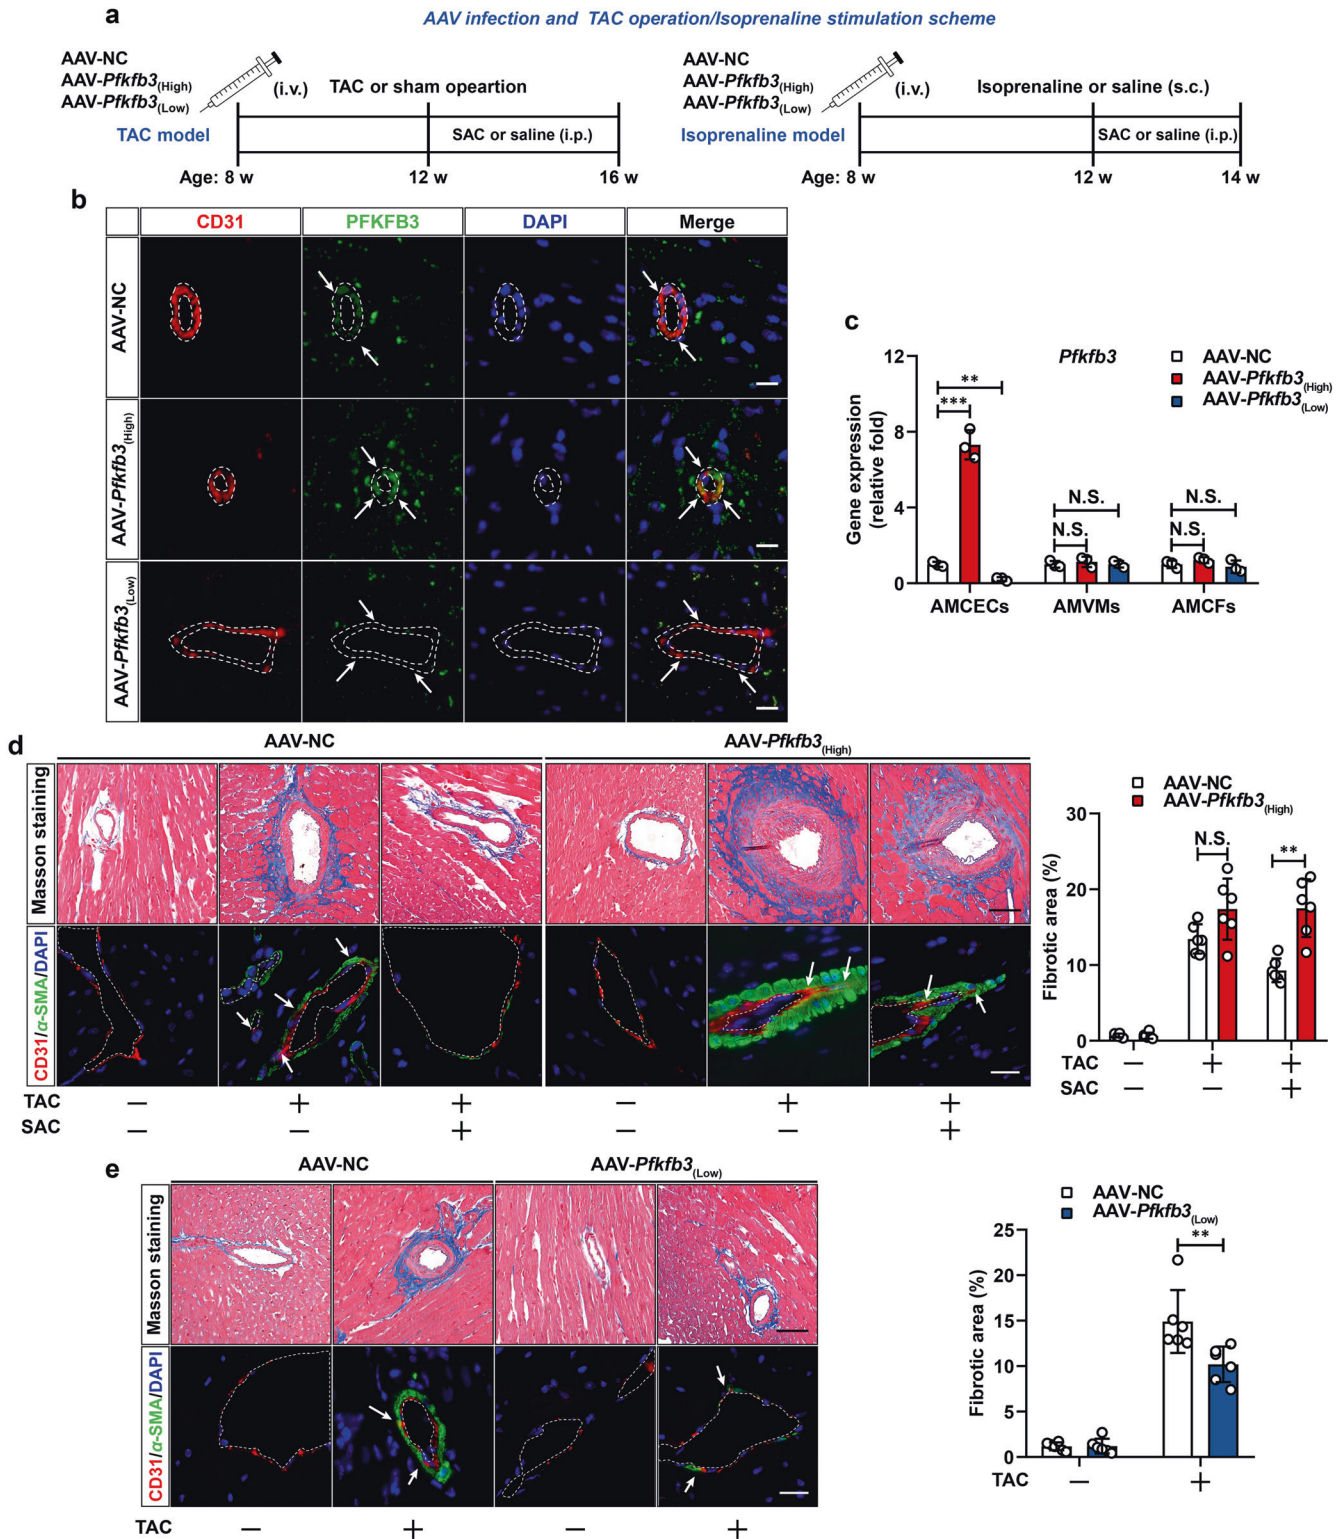 a
AAV infection and TAC operation/Isoprenaline stimulation scheme
AAV-NC
AAV-Pfkfb3(High)
AAV-Pfkfb3(Low)
(i.v.)
TAC or sham opeartion
TAC model
SAC or saline (i.p.)
Age: 8 w
12 w
16 w
AAV-NC
AAV-Pfkfb3(High)
AAV-Pfkfb3(Low)
(i.v.)
Isoprenaline or saline (s.c.)
Isoprenaline model
SAC or saline (i.p.)
Age: 8 w
12 w
14 w
b
CD31
PFKFB3
DAPI
Merge
AAV-NC
AAV-Pfkfb3(High)
AAV-Pfkfb3(Low)
c
Pfkfb3
AAV-NC
AAV-Pfkfb3(High)
AAV-Pfkfb3(Low)
Gene expression
(relative fold)
12
8
4
0
**
***
N.S.
N.S.
N.S.
N.S.
AMCECs
AMVMs
AMCFs
d
AAV-NC
AAV-Pfkfb3(High)
Masson staining
CD31/α-SMA/DAPI
TAC
— + + — + +
SAC
— — + — — +
AAV-NC
AAV-Pfkfb3(High)
Fibrotic area (%)
30
20
10
0
N.S.
**
TAC — + +
SAC — — +
e
AAV-NC
AAV-Pfkfb3(Low)
Masson staining
CD31/α-SMA/DAPI
TAC — + — +
AAV-NC
AAV-Pfkfb3(Low)
Fibrotic area (%)
25
20
15
10
5
0
**
TAC — +